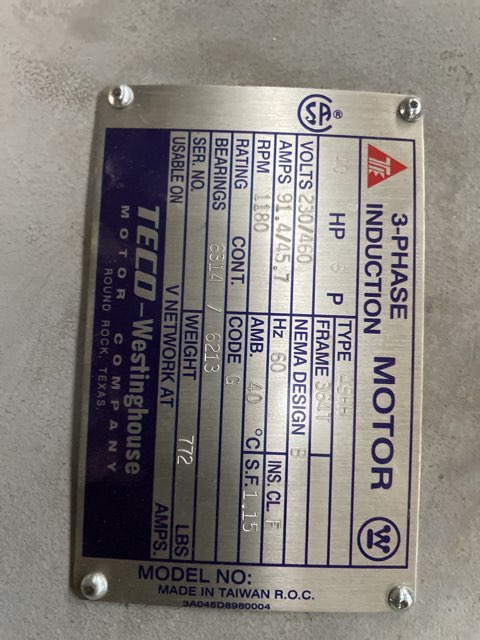 3-PHASE
INDUCTION MOTOR
HP P TYPE
FRAME 364T
VOLTS 230/460 NEMA DESIGN B
AMPS 91.4/45.7 Hz 60 INS. CL. F
RPM 1180 AMB. 40 °C S.F. 1.15
RATING CONT. CODE G
BEARINGS 6314 / 6213
SER. NO. WEIGHT 772 LBS
USABLE ON V NETWORK AT AMPS.
TECO-Westinghouse
MOTOR COMPANY
ROUND ROCK, TEXAS.
MODEL NO:
MADE IN TAIWAN R.O.C.
3A045D8980004